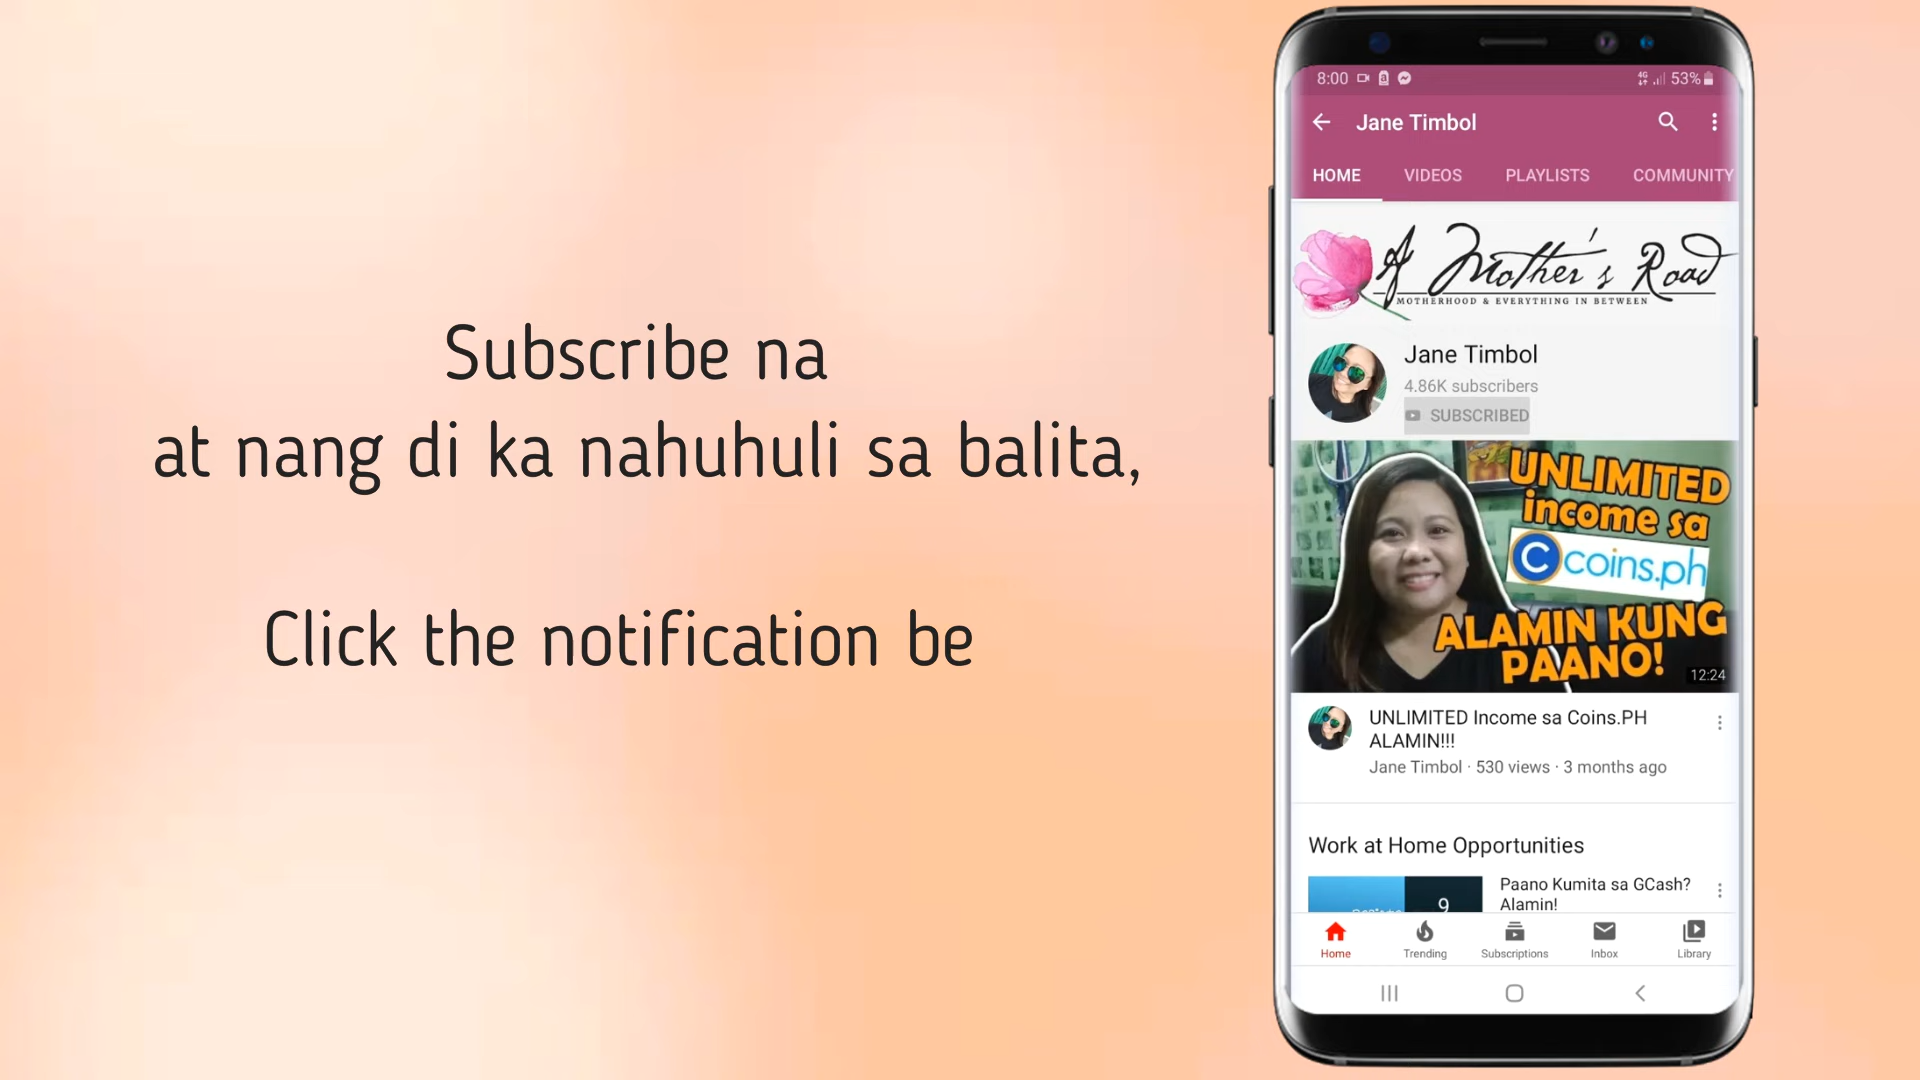 Subscribe na
at nang di ka nahuhuli sa balita,
Click the notification be
8:00
4G
53%
Jane Timbol
HOME
VIDEOS
PLAYLISTS
COMMUNITY
A Mother's Road
MOTHERHOOD & EVERYTHING IN BETWEEN
Jane Timbol
4.86K subscribers
SUBSCRIBED
UNLIMITED
income sa
C coins.ph
ALAMIN KUNG
PAANO!
12:24
UNLIMITED Income sa Coins.PH
ALAMIN!!!
Jane Timbol · 530 views · 3 months ago
Work at Home Opportunities
9
Paano Kumita sa GCash?
Alamin!
Home
Trending
Subscriptions
Inbox
Library